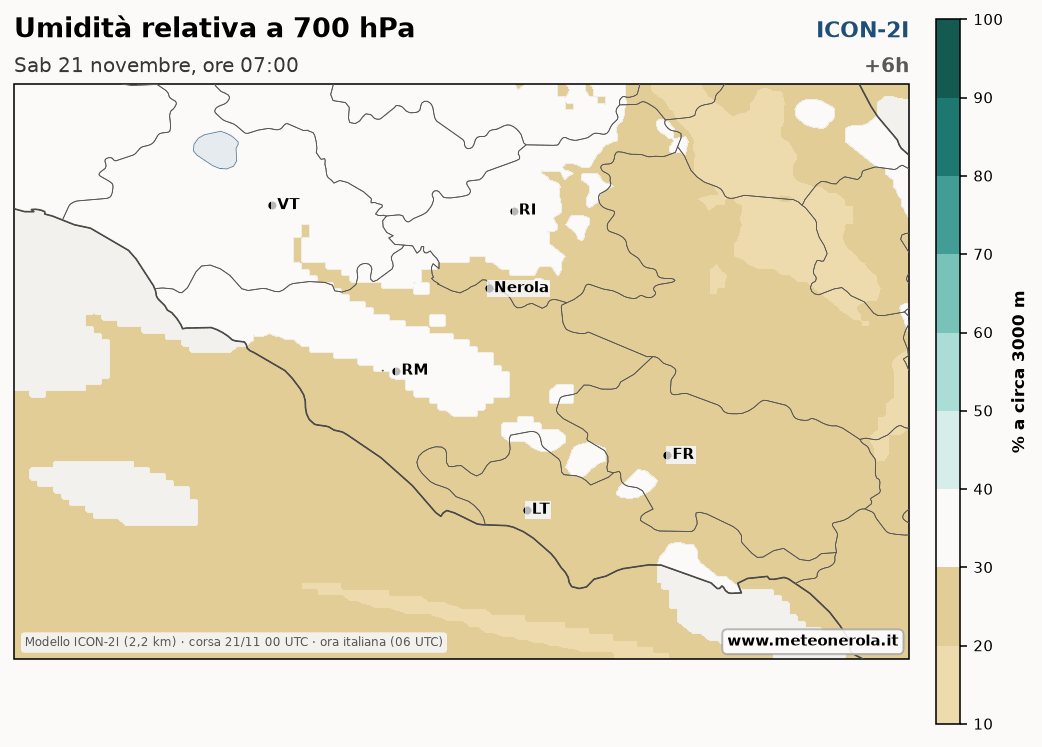 Umidità relativa a 700 hPa
ICON-2I
Sab 21 novembre, ore 07:00
+6h
100
90
80
70
60
50
40
30
20
10
% a circa 3000 m
VT
RI
Nerola
RM
FR
LT
Modello ICON-2I (2,2 km) · corsa 21/11 00 UTC · ora italiana (06 UTC)
www.meteonerola.it